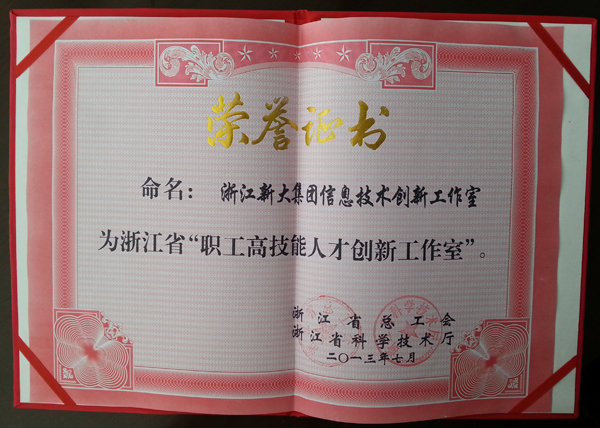 荣誉证书
命名：浙江新大集团信息技术创新工作室
为浙江省“职工高技能人才创新工作室”。
浙江省总工会
浙江省科学技术厅
二〇一三年七月